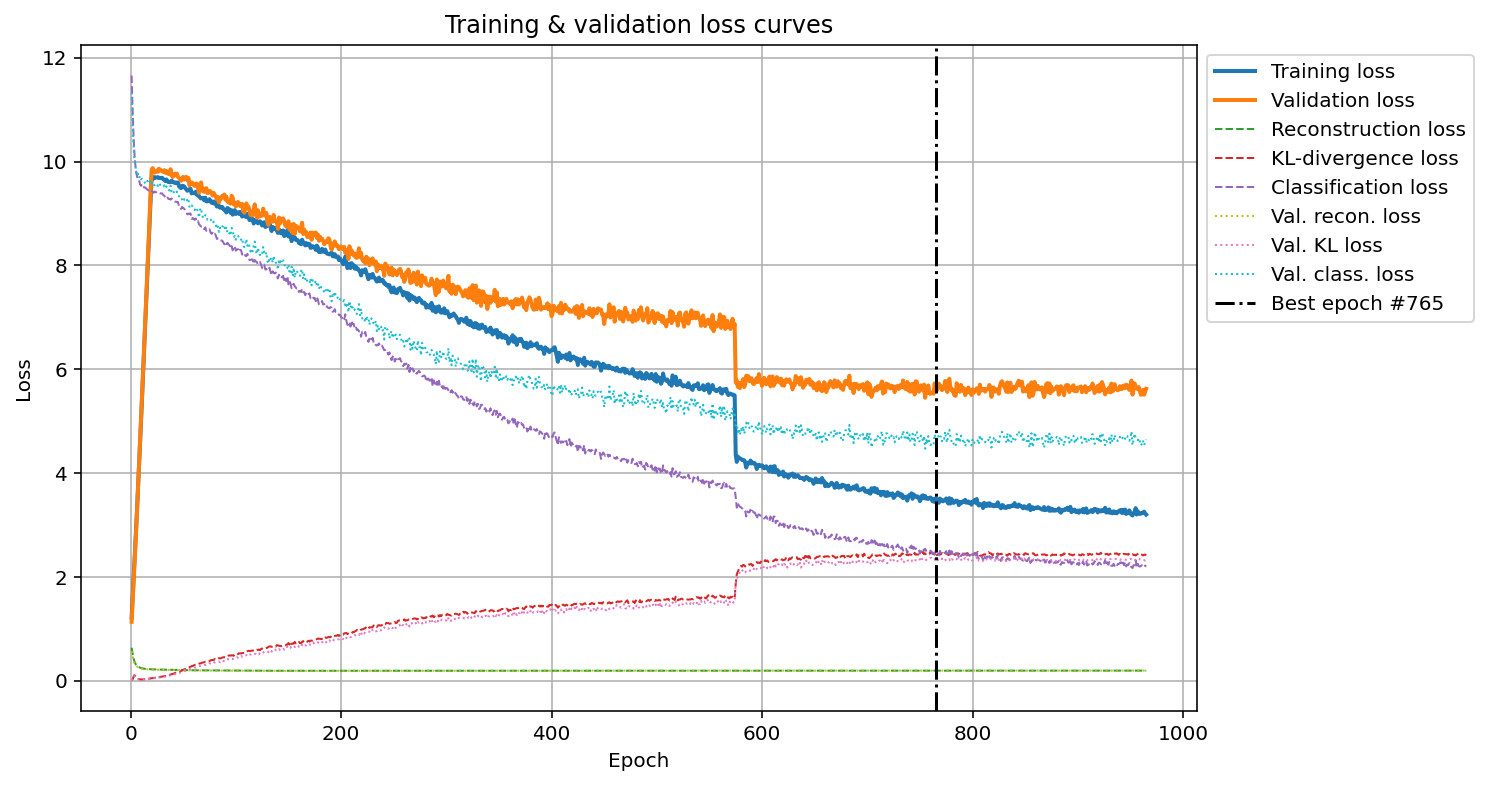 Training & validation loss curves
12
10
8
6
4
2
0
Loss
0
200
400
600
800
1000
Epoch
Training loss
Validation loss
Reconstruction loss
KL-divergence loss
Classification loss
Val. recon. loss
Val. KL loss
Val. class. loss
Best epoch #765